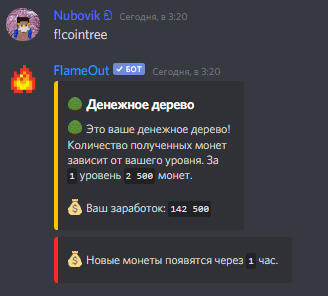 Nubovik Сегодня, в 3:20
f!cointree
FlameOut ✓ БОТ Сегодня, в 3:20
Денежное дерево
Это ваше денежное дерево!
Количество полученных монет
зависит от вашего уровня. За
1 уровень 2 500 монет.
Ваш заработок: 142 500
Новые монеты появятся через 1 час.